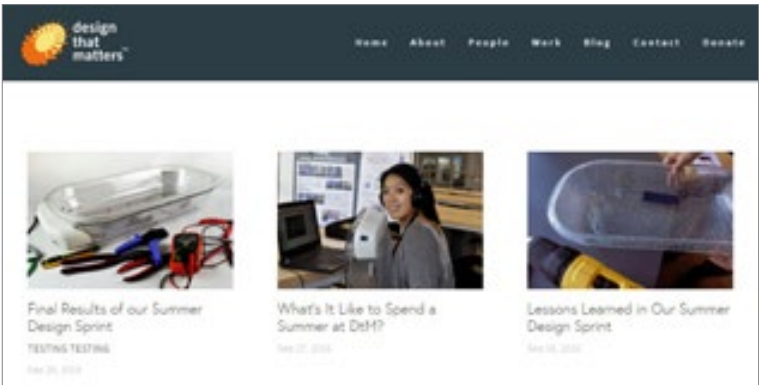 design
that
matters™
Home About People Work Blog Contact Donate
Final Results of our Summer
Design Sprint
TESTING TESTING
What's It Like to Spend a
Summer at DtM?
Lessons Learned in Our Summer
Design Sprint